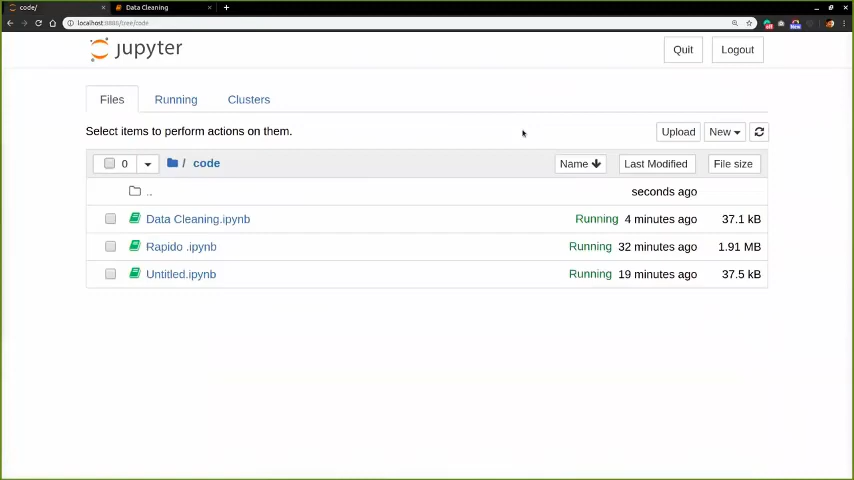 code/
Data Cleaning
localhost:8888/tree/code
jupyter
Quit
Logout
Files
Running
Clusters
Select items to perform actions on them.
Upload
New
0
/ code
Name
Last Modified
File size
..
seconds ago
Data Cleaning.ipynb
Running
4 minutes ago
37.1 kB
Rapido .ipynb
Running
32 minutes ago
1.91 MB
Untitled.ipynb
Running
19 minutes ago
37.5 kB